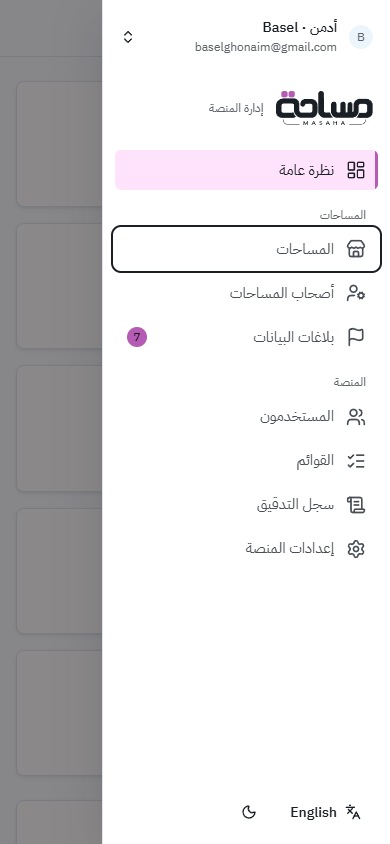 أدمن · Basel
B
baselghonaim@gmail.com
مساحة
MASAHA
إدارة المنصة
نظرة عامة
المساحات
المساحات
أصحاب المساحات
بلاغات البيانات
7
المنصة
المستخدمون
القوائم
سجل التدقيق
إعدادات المنصة
English